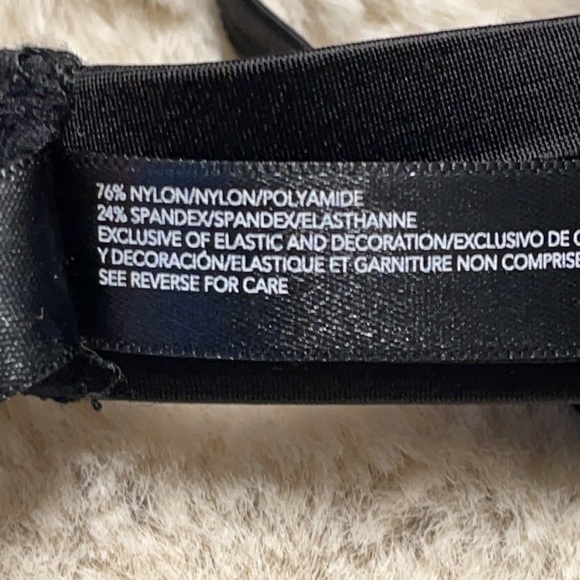 76% NYLON/NYLON/POLYAMIDE
24% SPANDEX/SPANDEX/ELASTHANNE
EXCLUSIVE OF ELASTIC AND DECORATION/EXCLUSIVO DE
Y DECORACIÓN/ELASTIQUE ET GARNITURE NON COMPRISE
SEE REVERSE FOR CARE